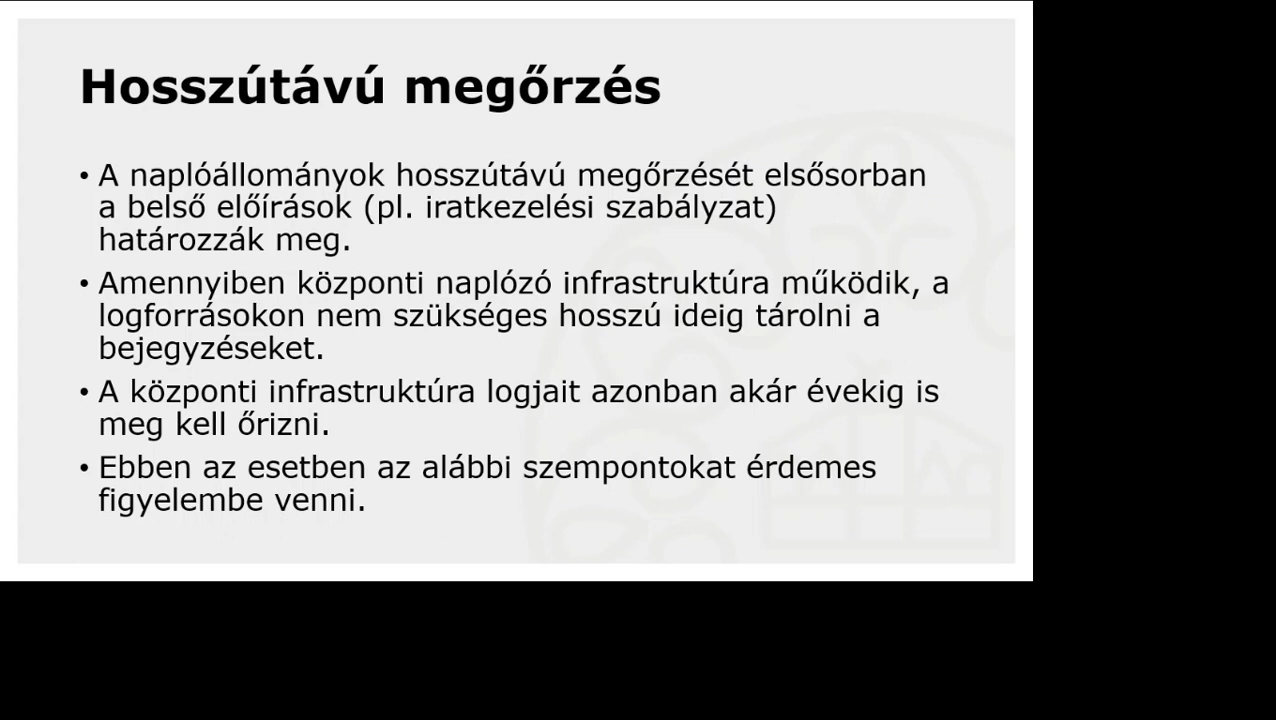 Hosszútávú megőrzés
• A naplóállományok hosszútávú megőrzését elsősorban
a belső előírások (pl. iratkezelési szabályzat)
határozzák meg.
• Amennyiben központi naplózó infrastruktúra működik, a
logforrásokon nem szükséges hosszú ideig tárolni a
bejegyzéseket.
• A központi infrastruktúra logjait azonban akár évekig is
meg kell őrizni.
• Ebben az esetben az alábbi szempontokat érdemes
figyelembe venni.